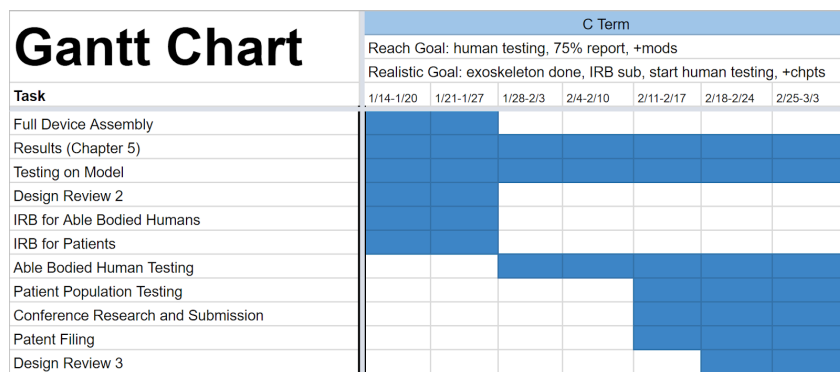 Gantt Chart
C Term
Reach Goal: human testing, 75% report, +mods
Realistic Goal: exoskeleton done, IRB sub, start human testing, +chpts
Task
1/14-1/20 1/21-1/27 1/28-2/3 2/4-2/10 2/11-2/17 2/18-2/24 2/25-3/3
Full Device Assembly
Results (Chapter 5)
Testing on Model
Design Review 2
IRB for Able Bodied Humans
IRB for Patients
Able Bodied Human Testing
Patient Population Testing
Conference Research and Submission
Patent Filing
Design Review 3